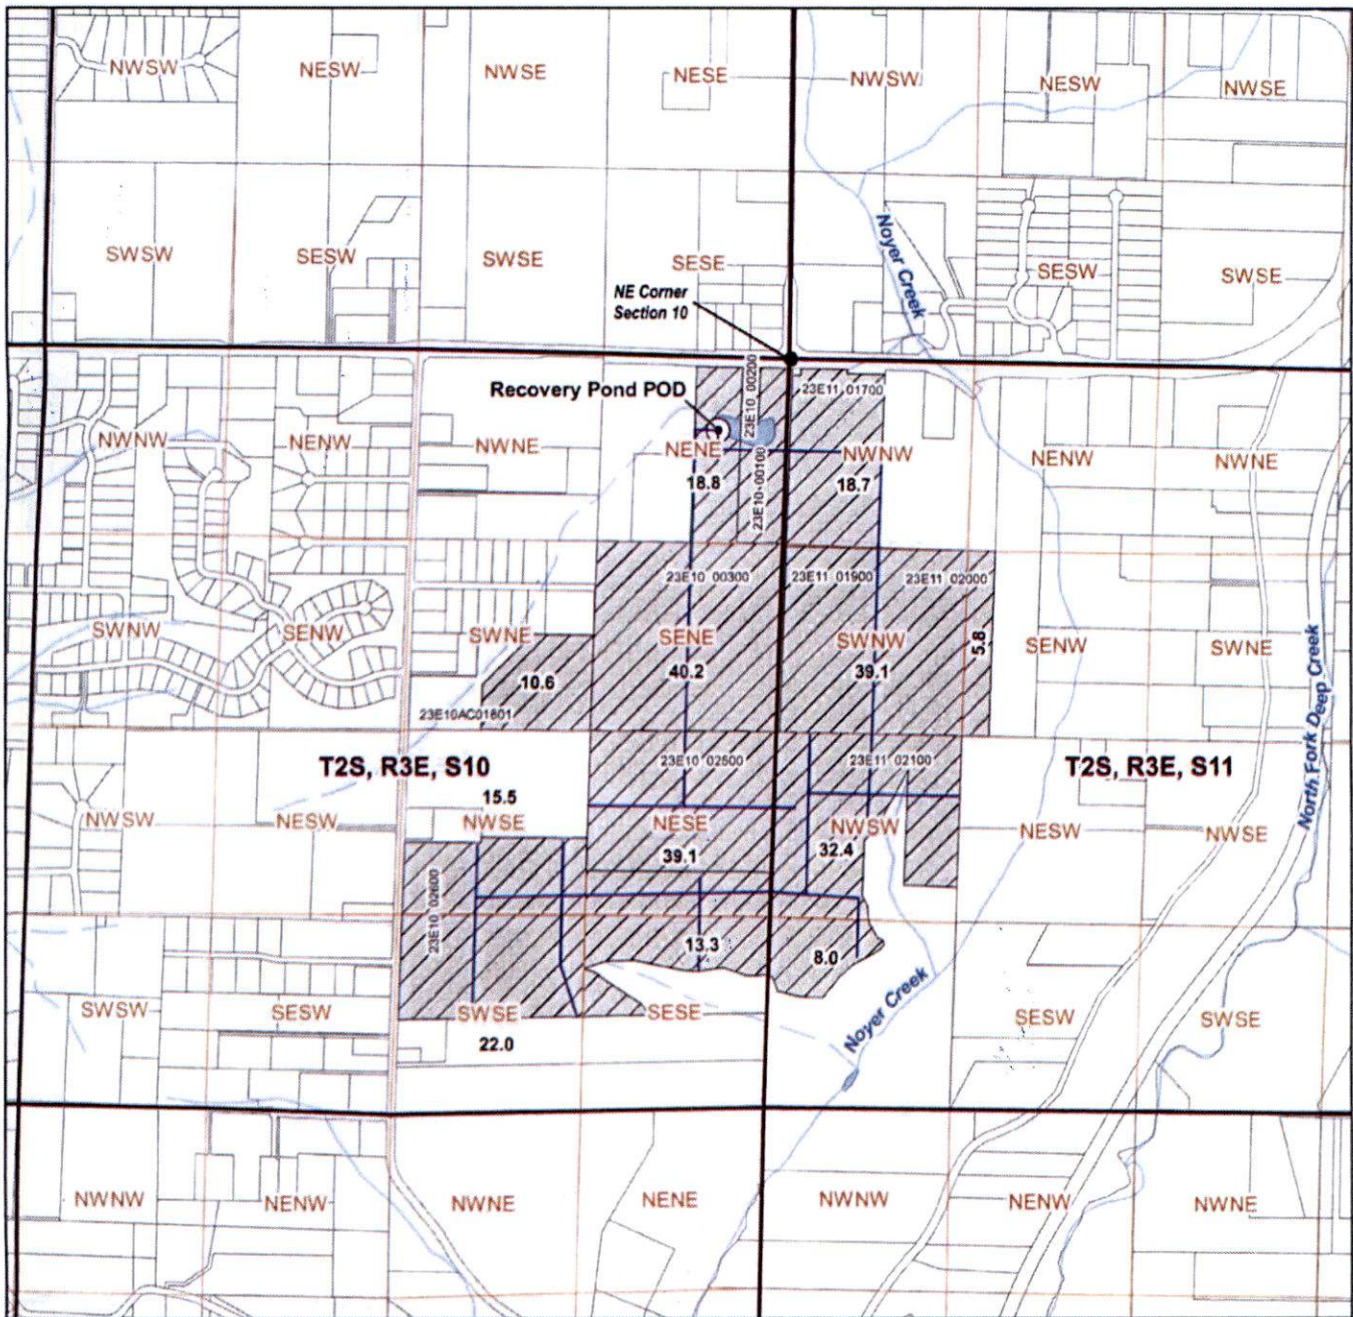 NWSW NESW NWSE NESE NWSW NESW NWSE
SWSW SESW SWSE SESE SESW SWSE
Noyer Creek
NE Corner
Section 10
Recovery Pond POD
23E10 00200
23E11 01700
NWNW NENW NWNE NENE NWNW NENW NWNE
18.8
23E10 00100
18.7
23E10 00300
23E11 01900
23E11 02000
SWNW SENW SWNE SENE SWNW SENW SWNE
5.8
10.6
40.2
39.1
23E10AC01601
North Fork Deep Creek
T2S, R3E, S10
23E10 02500
23E11 02100
T2S, R3E, S11
15.5
NWSW NESW NWSE NESE NWSW NESW NWSE
39.1
32.4
23E10 02600
13.3
8.0
SWSW SESW SWSE SESE SESW SWSE
22.0
Noyer Creek
NWNW NENW NWNE NENE NWNW NENW NWNE